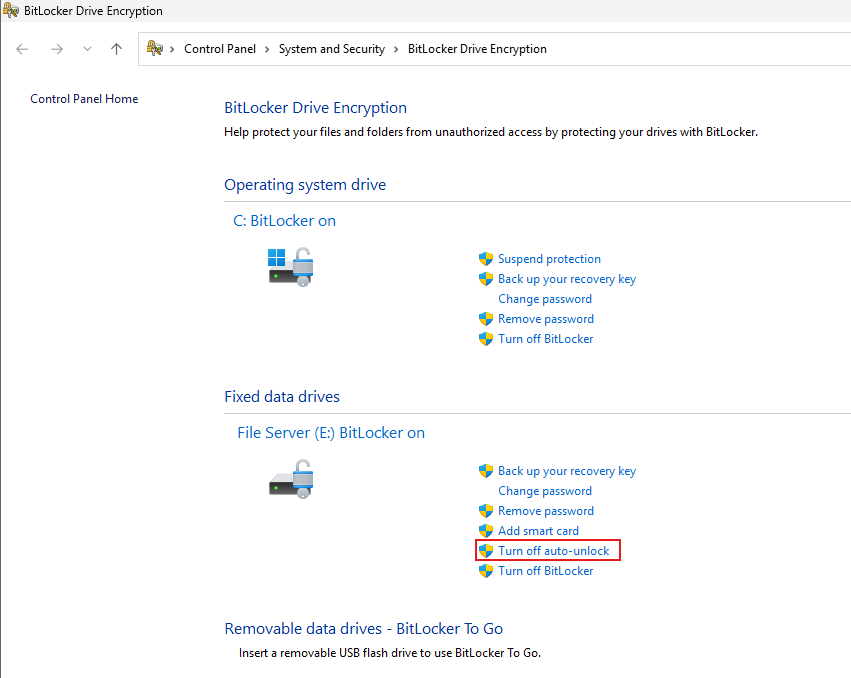 BitLocker Drive Encryption
Control Panel > System and Security > BitLocker Drive Encryption
Control Panel Home
BitLocker Drive Encryption
Help protect your files and folders from unauthorized access by protecting your drives with BitLocker.
Operating system drive
C: BitLocker on
Suspend protection
Back up your recovery key
Change password
Remove password
Turn off BitLocker
Fixed data drives
File Server (E:) BitLocker on
Back up your recovery key
Change password
Remove password
Add smart card
Turn off auto-unlock
Turn off BitLocker
Removable data drives - BitLocker To Go
Insert a removable USB flash drive to use BitLocker To Go.